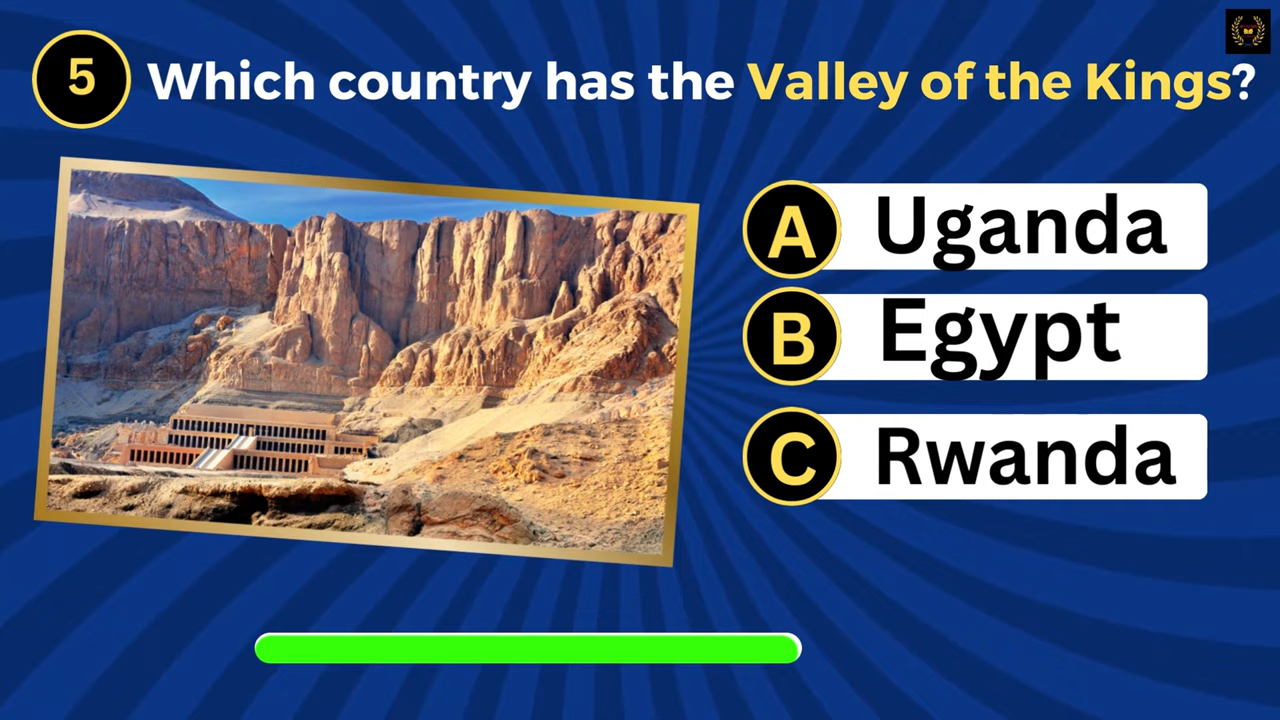 5 Which country has the Valley of the Kings?
A Uganda
B Egypt
C Rwanda